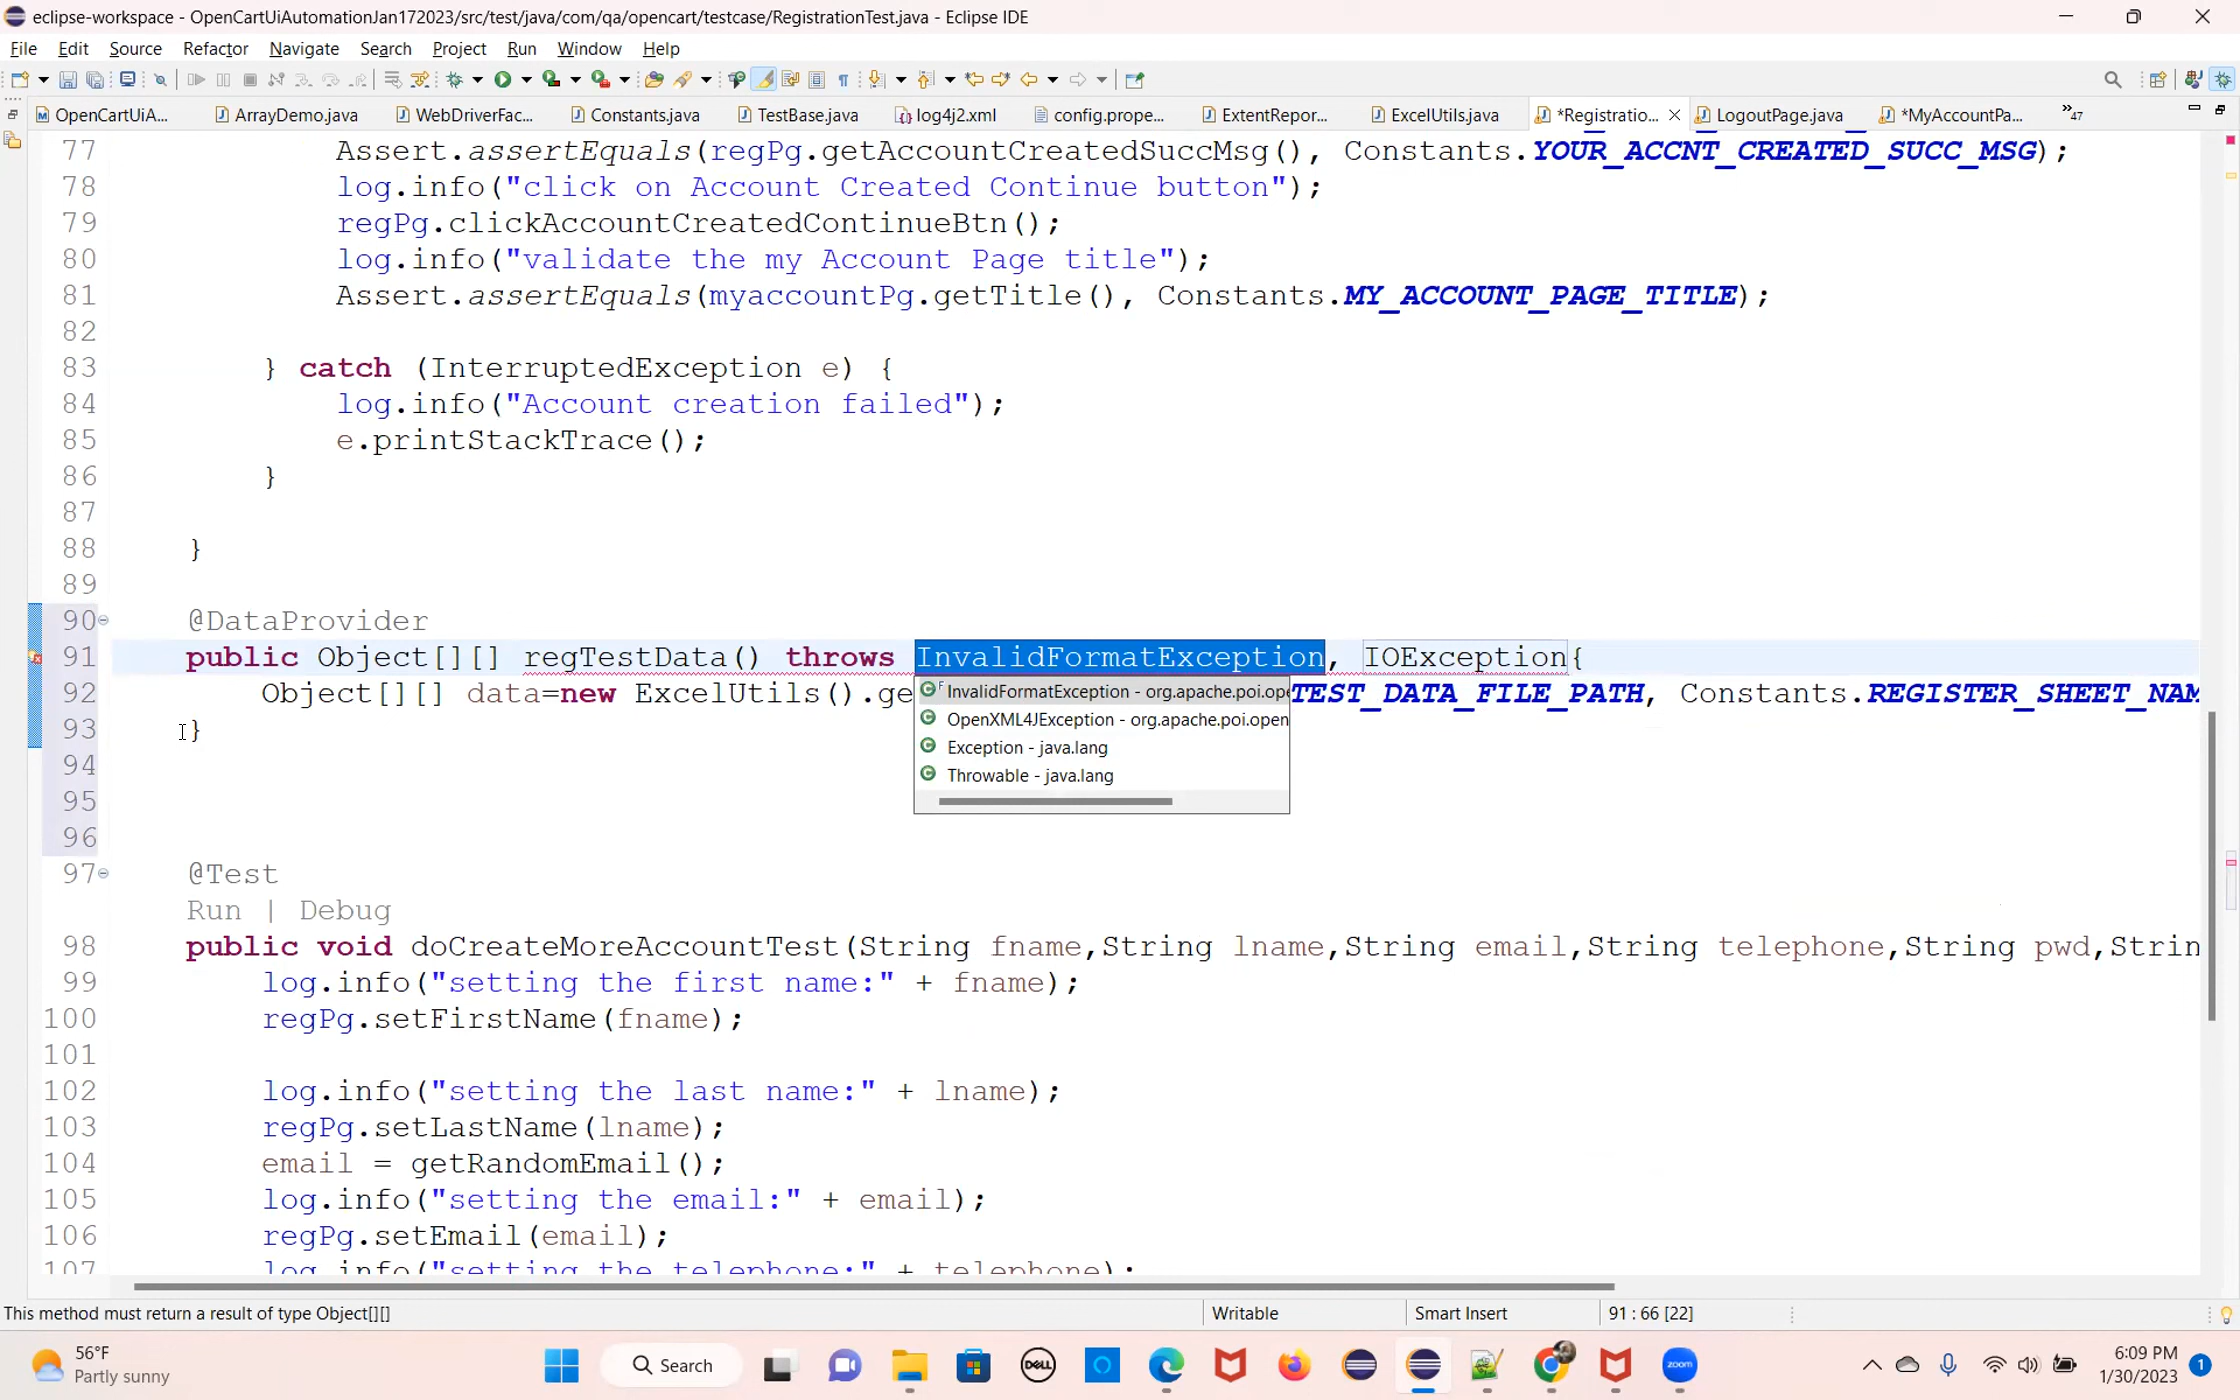 eclipse-workspace - OpenCartUiAutomationJan172023/src/test/java/com/qa/opencart/testcase/RegistrationTest.java - Eclipse IDE
File Edit Source Refactor Navigate Search Project Run Window Help
OpenCartUiA... ArrayDemo.java WebDriverFac... Constants.java TestBase.java log4j2.xml config.prope... ExtentRepor... ExcelUtils.java *Registratio... LogoutPage.java *MyAccountPa... »47
77 Assert.assertEquals(regPg.getAccountCreatedSuccMsg(), Constants.YOUR_ACCNT_CREATED_SUCC_MSG);
78 log.info("click on Account Created Continue button");
79 regPg.clickAccountCreatedContinueBtn();
80 log.info("validate the my Account Page title");
81 Assert.assertEquals(myaccountPg.getTitle(), Constants.MY_ACCOUNT_PAGE_TITLE);
82
83 } catch (InterruptedException e) {
84 log.info("Account creation failed");
85 e.printStackTrace();
86 }
87
88 }
89
90 @DataProvider
91 public Object[][] regTestData() throws InvalidFormatException, IOException{
92 Object[][] data=new ExcelUtils().ge TEST_DATA_FILE_PATH, Constants.REGISTER_SHEET_NAM
InvalidFormatException - org.apache.poi.ope
OpenXML4JException - org.apache.poi.open
Exception - java.lang
Throwable - java.lang
93 }
94
95
96
97 @Test
Run | Debug
98 public void doCreateMoreAccountTest(String fname,String lname,String email,String telephone,String pwd,Strin
99 log.info("setting the first name:" + fname);
100 regPg.setFirstName(fname);
101
102 log.info("setting the last name:" + lname);
103 regPg.setLastName(lname);
104 email = getRandomEmail();
105 log.info("setting the email:" + email);
106 regPg.setEmail(email);
107 log.info("setting the telephone:" + telephone);
This method must return a result of type Object[][] Writable Smart Insert 91 : 66 [22]
56°F
Partly sunny
Search
DELL
zoom
6:09 PM
1/30/2023
1